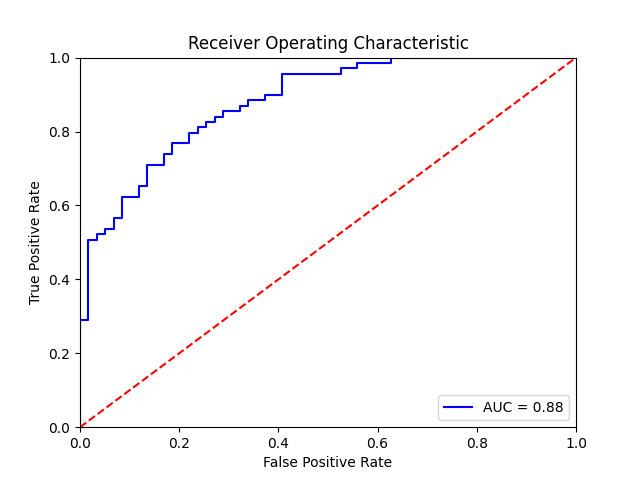 Receiver Operating Characteristic
True Positive Rate
1.0
0.8
0.6
0.4
0.2
0.0
AUC = 0.88
0.0 0.2 0.4 0.6 0.8 1.0
False Positive Rate